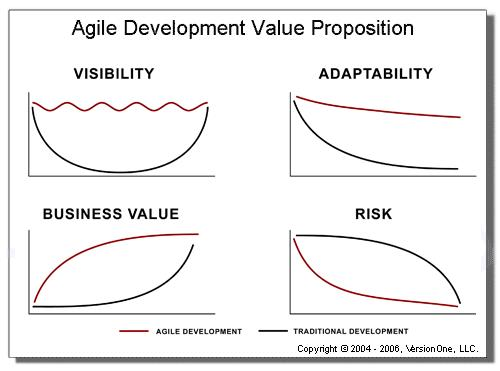 Agile Development Value Proposition
VISIBILITY
ADAPTABILITY
BUSINESS VALUE
RISK
AGILE DEVELOPMENT
TRADITIONAL DEVELOPMENT
Copyright © 2004 - 2006, VersionOne, LLC.